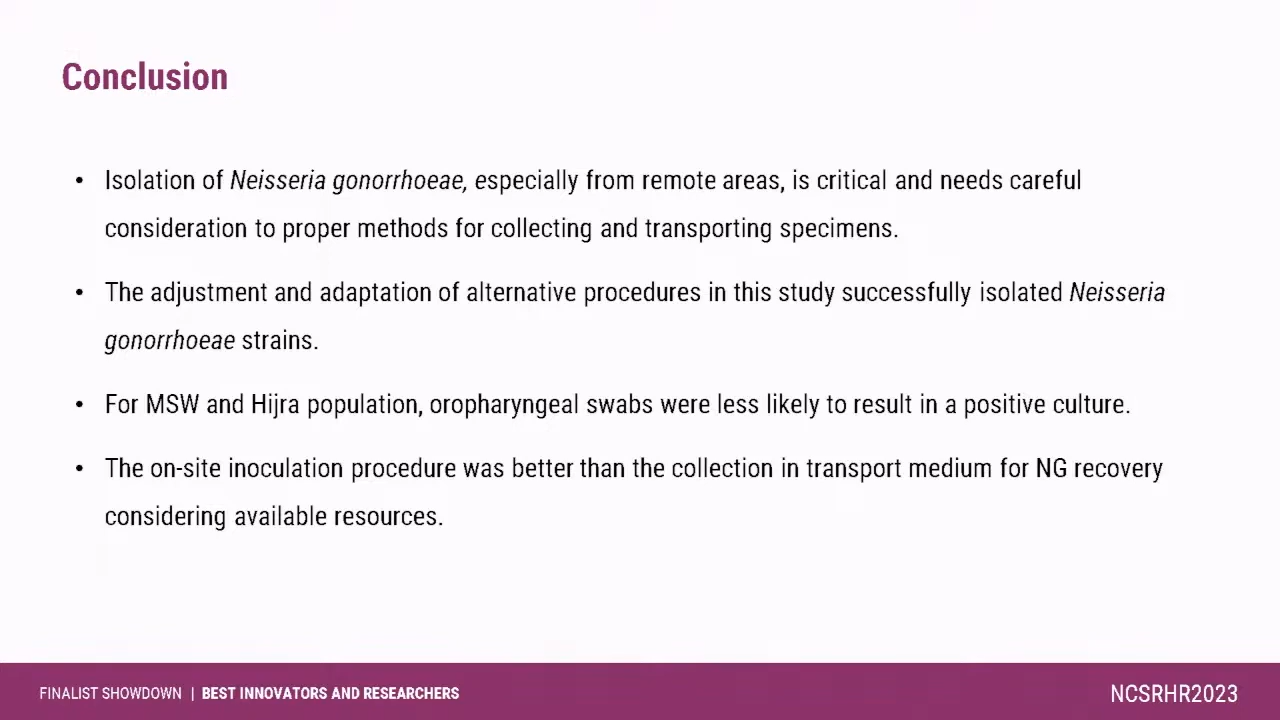 Conclusion
• Isolation of Neisseria gonorrhoeae, especially from remote areas, is critical and needs careful
consideration to proper methods for collecting and transporting specimens.
• The adjustment and adaptation of alternative procedures in this study successfully isolated Neisseria
gonorrhoeae strains.
• For MSW and Hijra population, oropharyngeal swabs were less likely to result in a positive culture.
• The on-site inoculation procedure was better than the collection in transport medium for NG recovery
considering available resources.
FINALIST SHOWDOWN | BEST INNOVATORS AND RESEARCHERS
NCSRHR2023